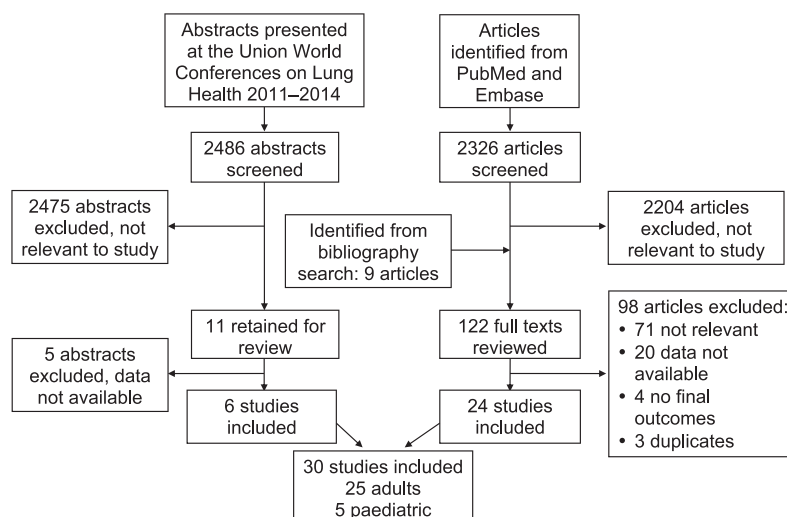 Abstracts presented
at the Union World
Conferences on Lung
Health 2011–2014
Articles
identified from
PubMed and
Embase
2486 abstracts
screened
2326 articles
screened
2475 abstracts
excluded, not
relevant to study
Identified from
bibliography
search: 9 articles
2204 articles
excluded, not
relevant to study
11 retained for
review
122 full texts
reviewed
98 articles excluded:
• 71 not relevant
• 20 data not
available
• 4 no final
outcomes
• 3 duplicates
5 abstracts
excluded, data
not available
6 studies
included
24 studies
included
30 studies included
25 adults
5 paediatric